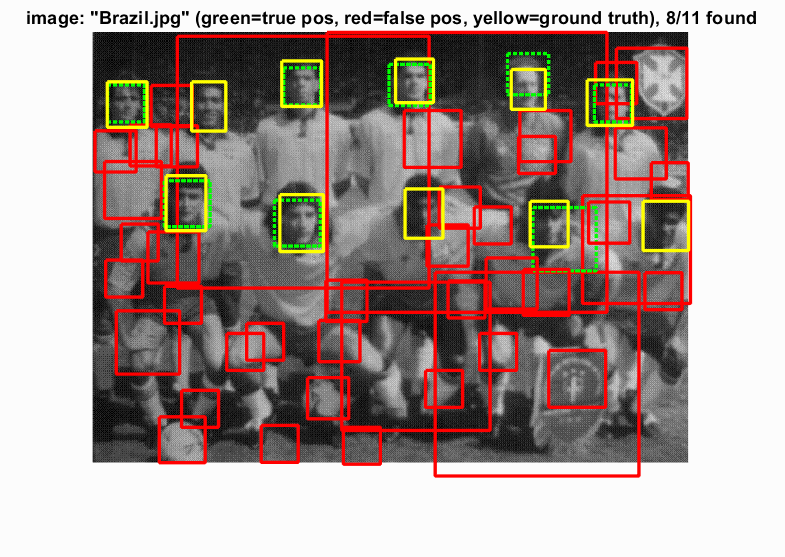 image: "Brazil.jpg" (green=true pos, red=false pos, yellow=ground truth), 8/11 found